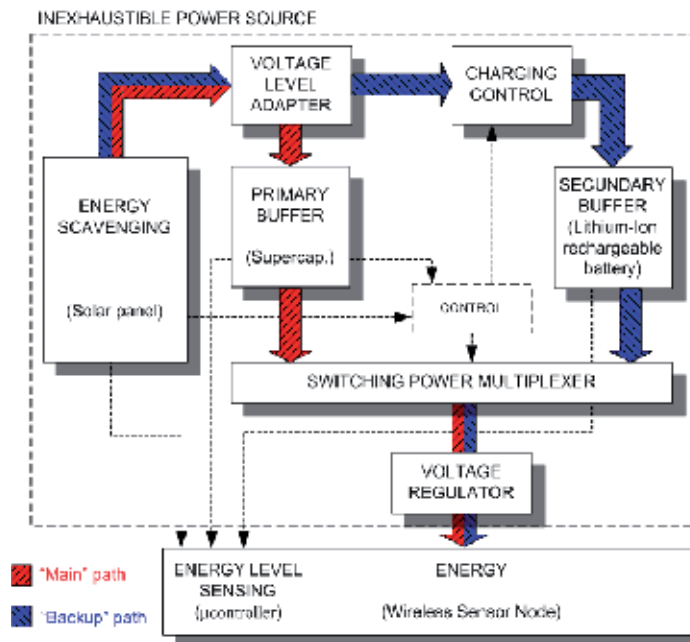 INEXHAUSTIBLE POWER SOURCE
VOLTAGE
LEVEL
ADAPTER
CHARGING
CONTROL
ENERGY
SCAVENGING
(Solar panel)
PRIMARY
BUFFER
(Supercap.)
SECUNDARY
BUFFER
(Lithium-Ion
rechargeable
battery)
CONTROL
SWITCHING POWER MULTIPLEXER
VOLTAGE
REGULATOR
"Main" path
"Backup" path
ENERGY LEVEL
SENSING
(µcontroller)
ENERGY
(Wireless Sensor Node)